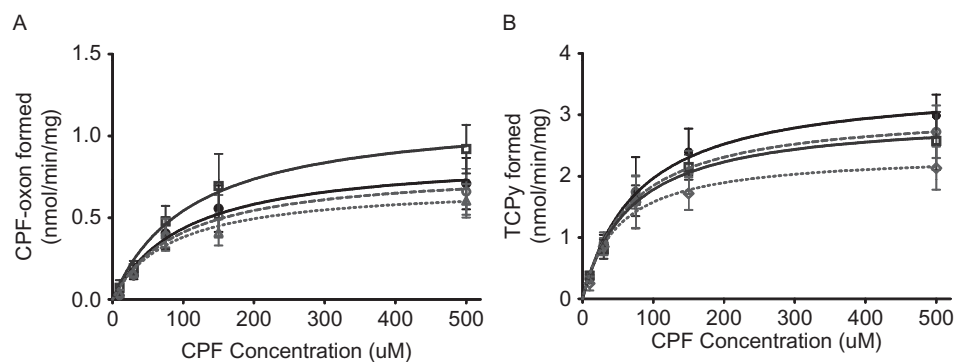 A
B
CPF-oxon formed
(nmol/min/mg)
1.5
1.0
0.5
0.0
0 100 200 300 400 500
CPF Concentration (uM)
TCPy formed
(nmol/min/mg)
4
3
2
1
0
0 100 200 300 400 500
CPF Concentration (uM)